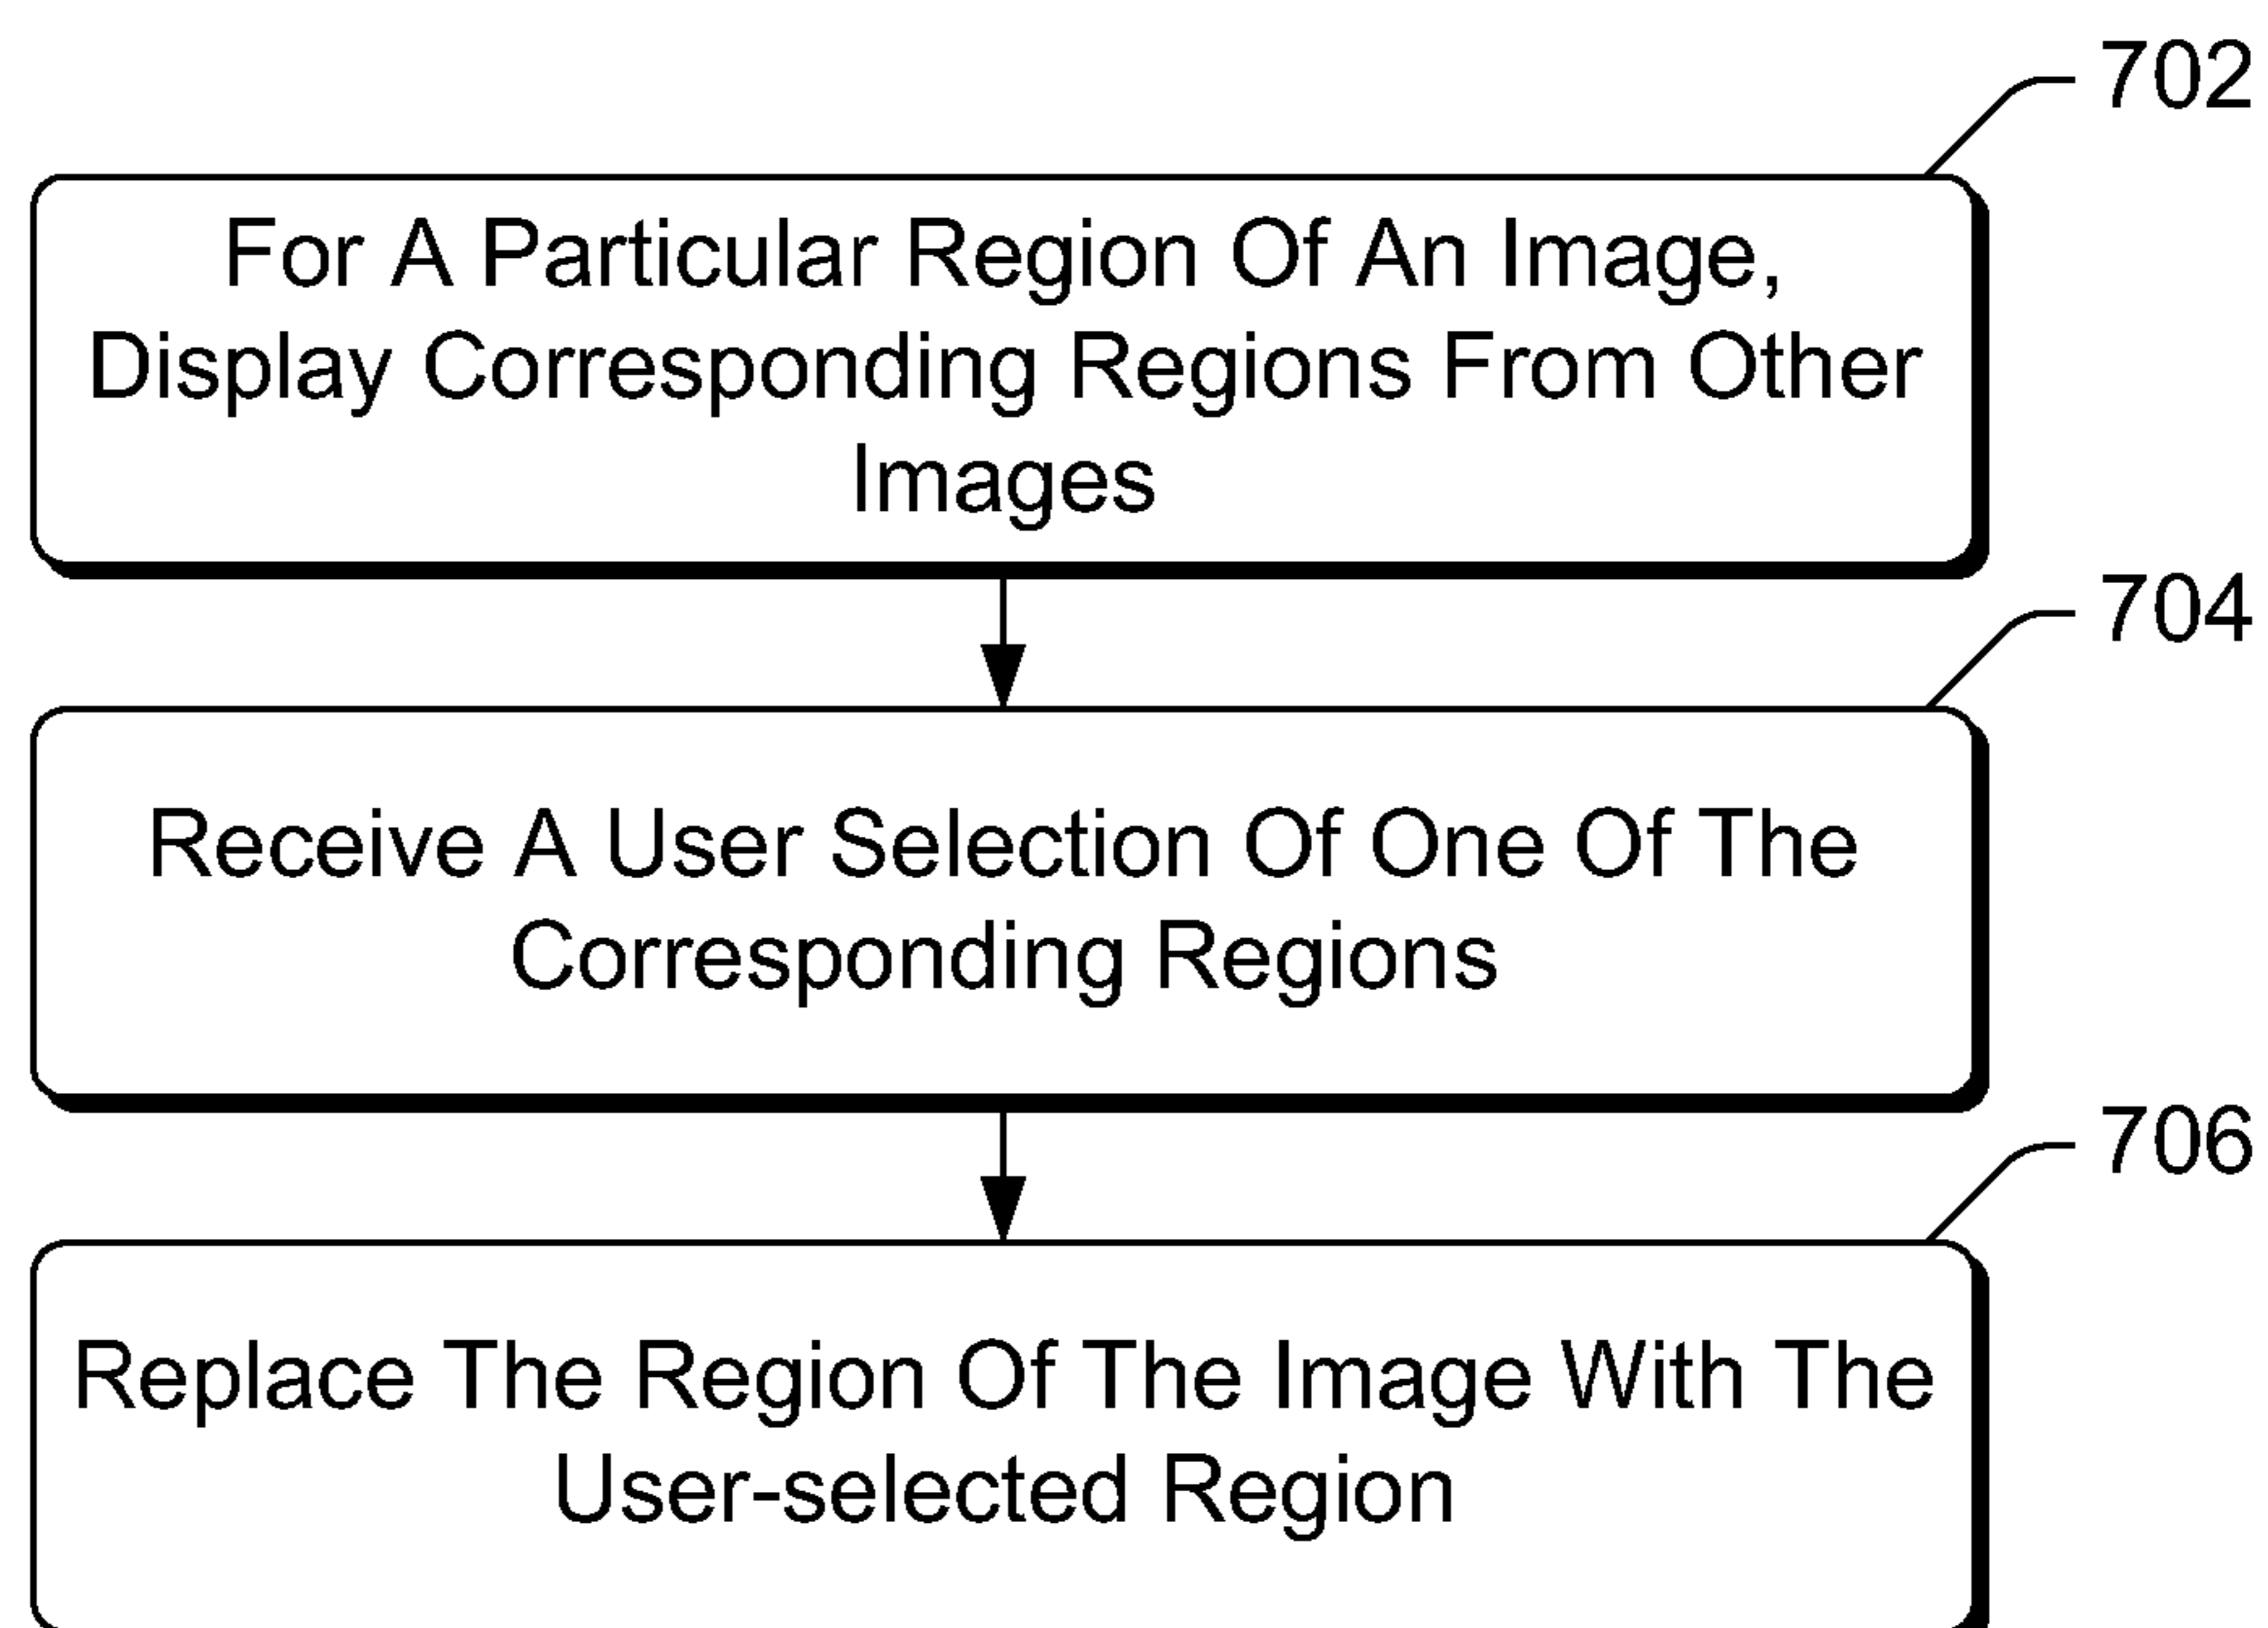 702
For A Particular Region Of An Image,
Display Corresponding Regions From Other
Images
704
Receive A User Selection Of One Of The
Corresponding Regions
706
Replace The Region Of The Image With The
User-selected Region